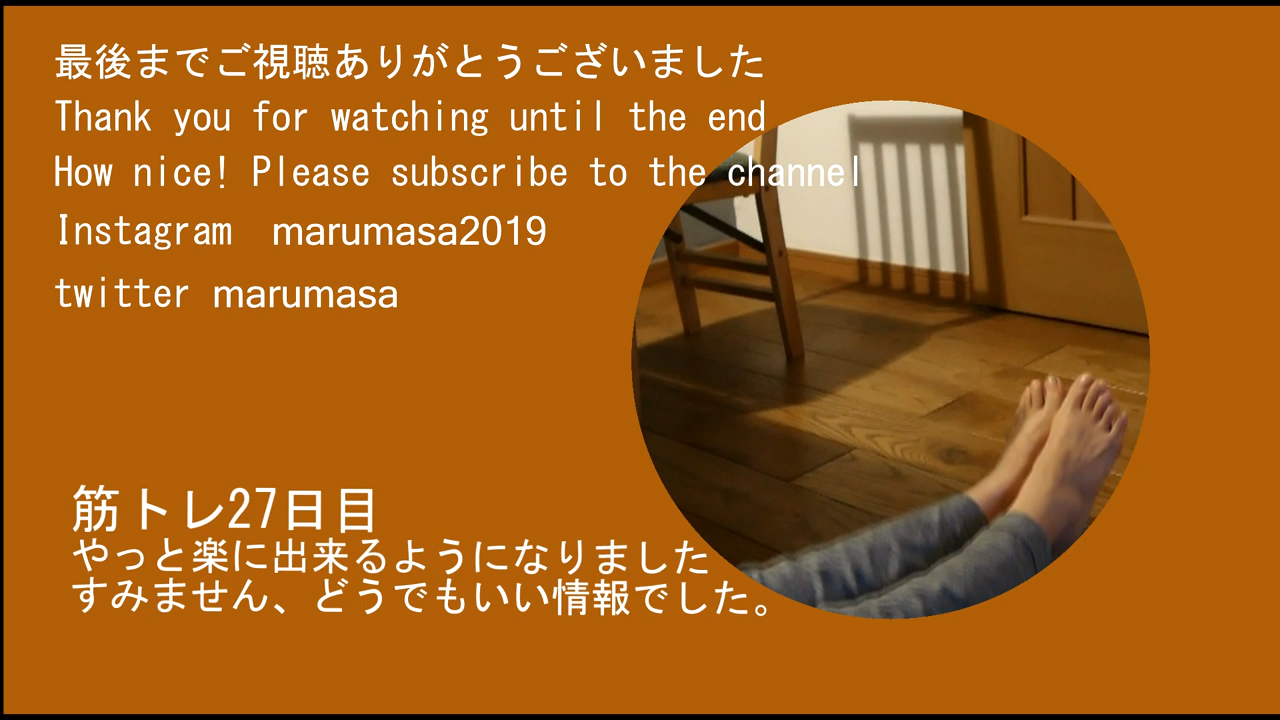 最後までご視聴ありがとうございました
Thank you for watching until the end
How nice! Please subscribe to the channel
Instagram marumasa2019
twitter marumasa
筋トレ27日目
やっと楽に出来るようになりました
すみません、どうでもいい情報でした。